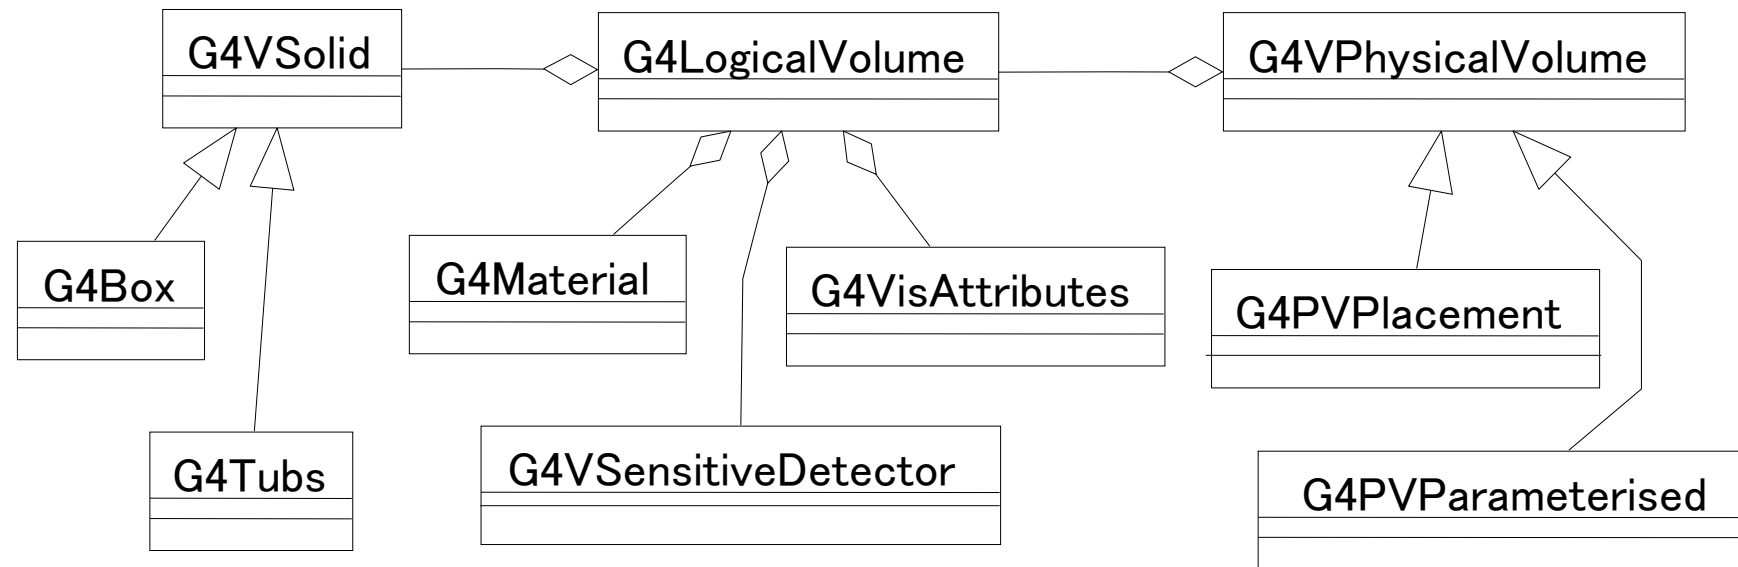 G4VSolid
G4LogicalVolume
G4VPhysicalVolume
G4Box
G4Material
G4VisAttributes
G4PVPlacement
G4Tubs
G4VSensitiveDetector
G4PVParameterised